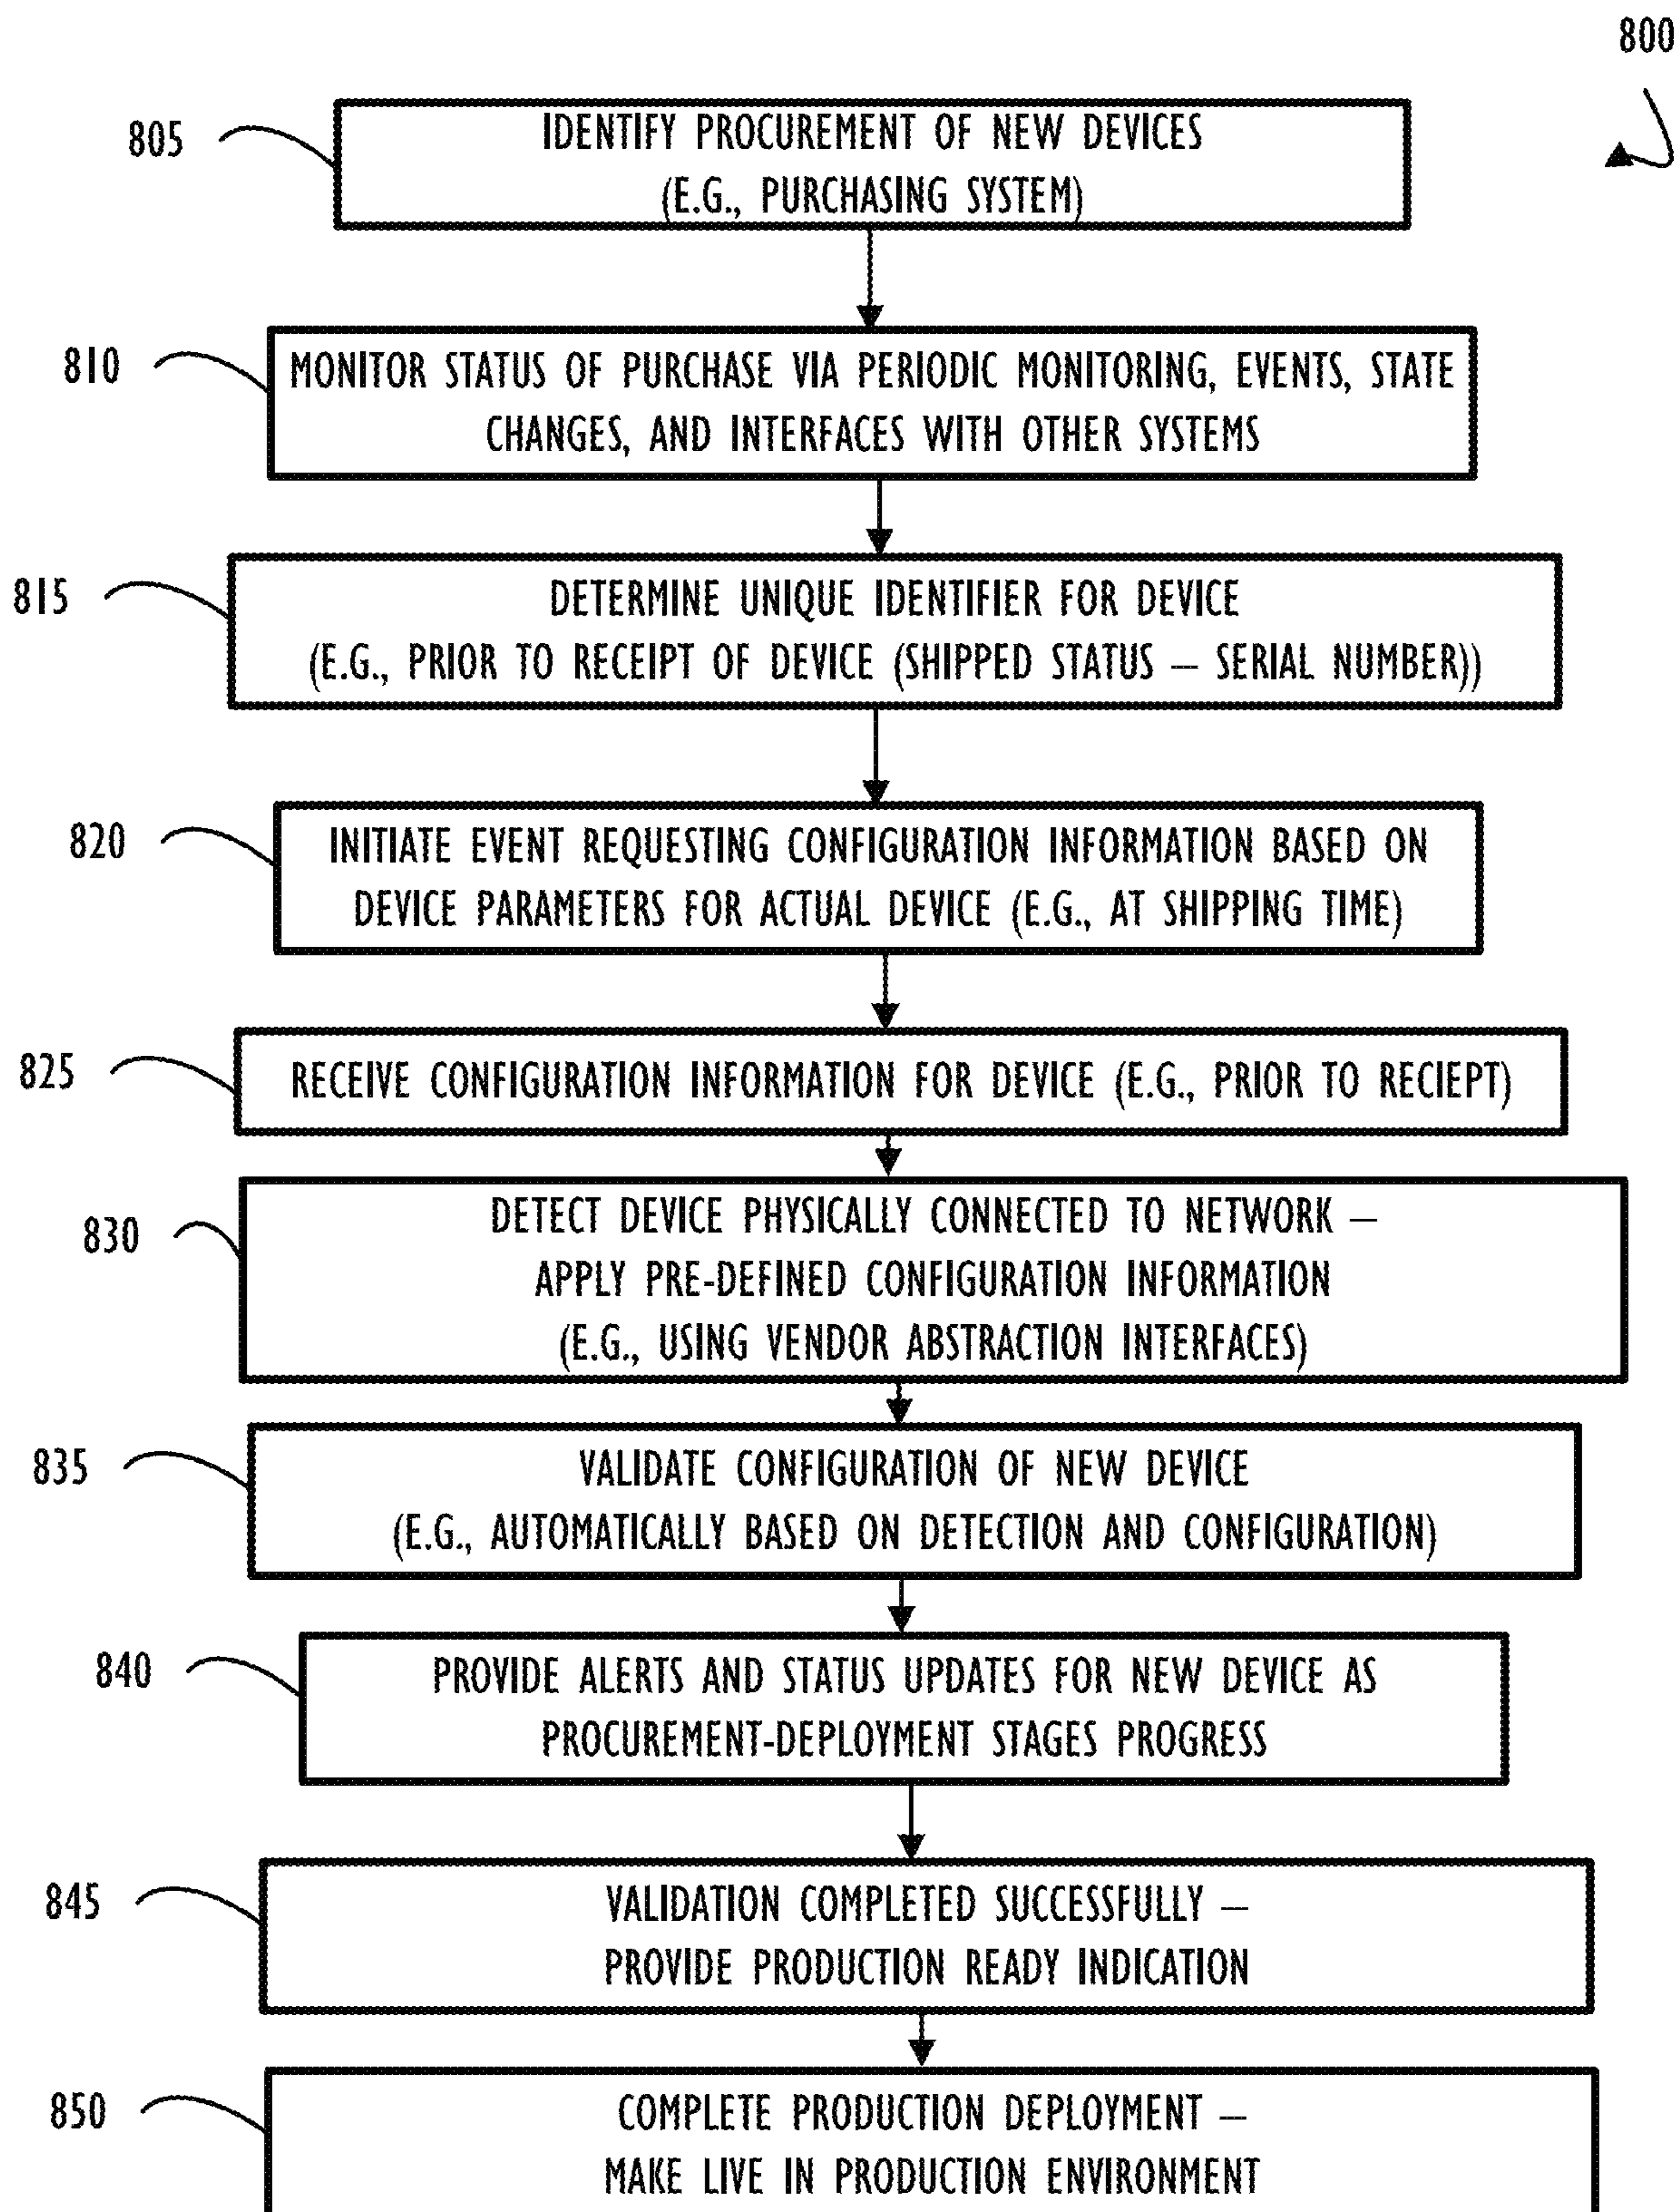 800
805
IDENTIFY PROCUREMENT OF NEW DEVICES
(E.G., PURCHASING SYSTEM)
810
MONITOR STATUS OF PURCHASE VIA PERIODIC MONITORING, EVENTS, STATE
CHANGES, AND INTERFACES WITH OTHER SYSTEMS
815
DETERMINE UNIQUE IDENTIFIER FOR DEVICE
(E.G., PRIOR TO RECEIPT OF DEVICE (SHIPPED STATUS – SERIAL NUMBER))
820
INITIATE EVENT REQUESTING CONFIGURATION INFORMATION BASED ON
DEVICE PARAMETERS FOR ACTUAL DEVICE (E.G., AT SHIPPING TIME)
825
RECEIVE CONFIGURATION INFORMATION FOR DEVICE (E.G., PRIOR TO RECIEPT)
830
DETECT DEVICE PHYSICALLY CONNECTED TO NETWORK –
APPLY PRE-DEFINED CONFIGURATION INFORMATION
(E.G., USING VENDOR ABSTRACTION INTERFACES)
835
VALIDATE CONFIGURATION OF NEW DEVICE
(E.G., AUTOMATICALLY BASED ON DETECTION AND CONFIGURATION)
840
PROVIDE ALERTS AND STATUS UPDATES FOR NEW DEVICE AS
PROCUREMENT-DEPLOYMENT STAGES PROGRESS
845
VALIDATION COMPLETED SUCCESSFULLY –
PROVIDE PRODUCTION READY INDICATION
850
COMPLETE PRODUCTION DEPLOYMENT –
MAKE LIVE IN PRODUCTION ENVIRONMENT